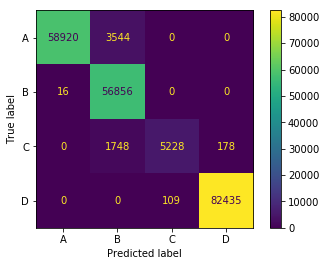 A 58920 3544 0 0
B 16 56856 0 0
C 0 1748 5228 178
D 0 0 109 82435
A B C D
Predicted label
True label
80000
70000
60000
50000
40000
30000
20000
10000
0